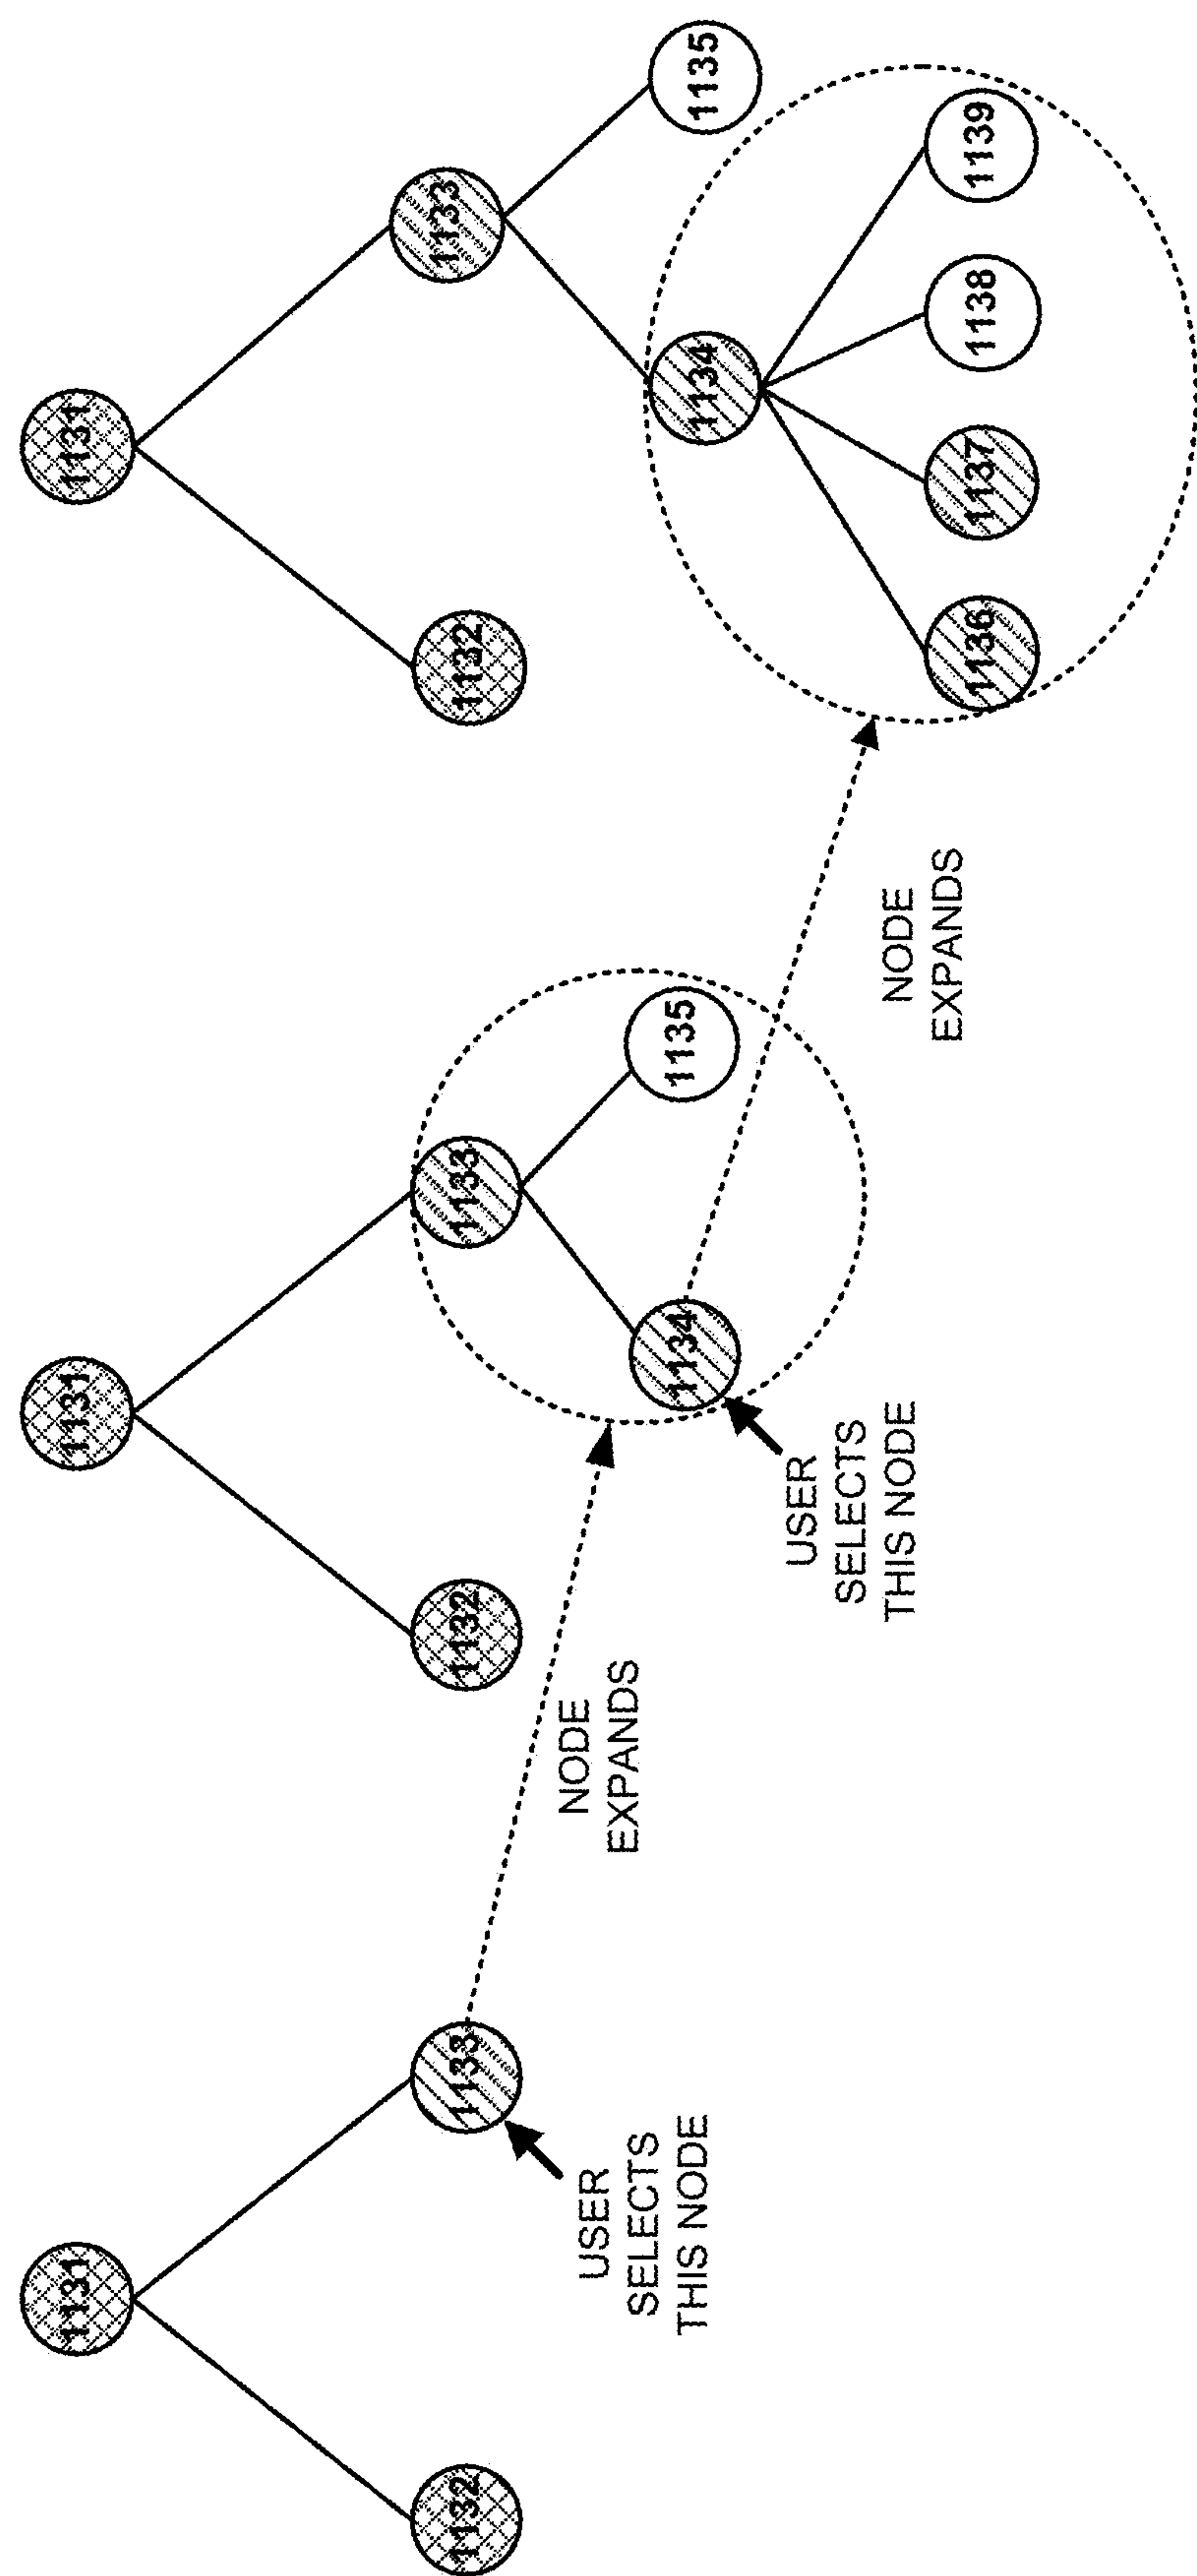 1131
1132
1133
USER
SELECTS
THIS NODE
NODE
EXPANDS
1131
1132
1133
1134
1135
USER
SELECTS
THIS NODE
NODE
EXPANDS
1131
1132
1133
1134
1135
1136
1137
1138
1139